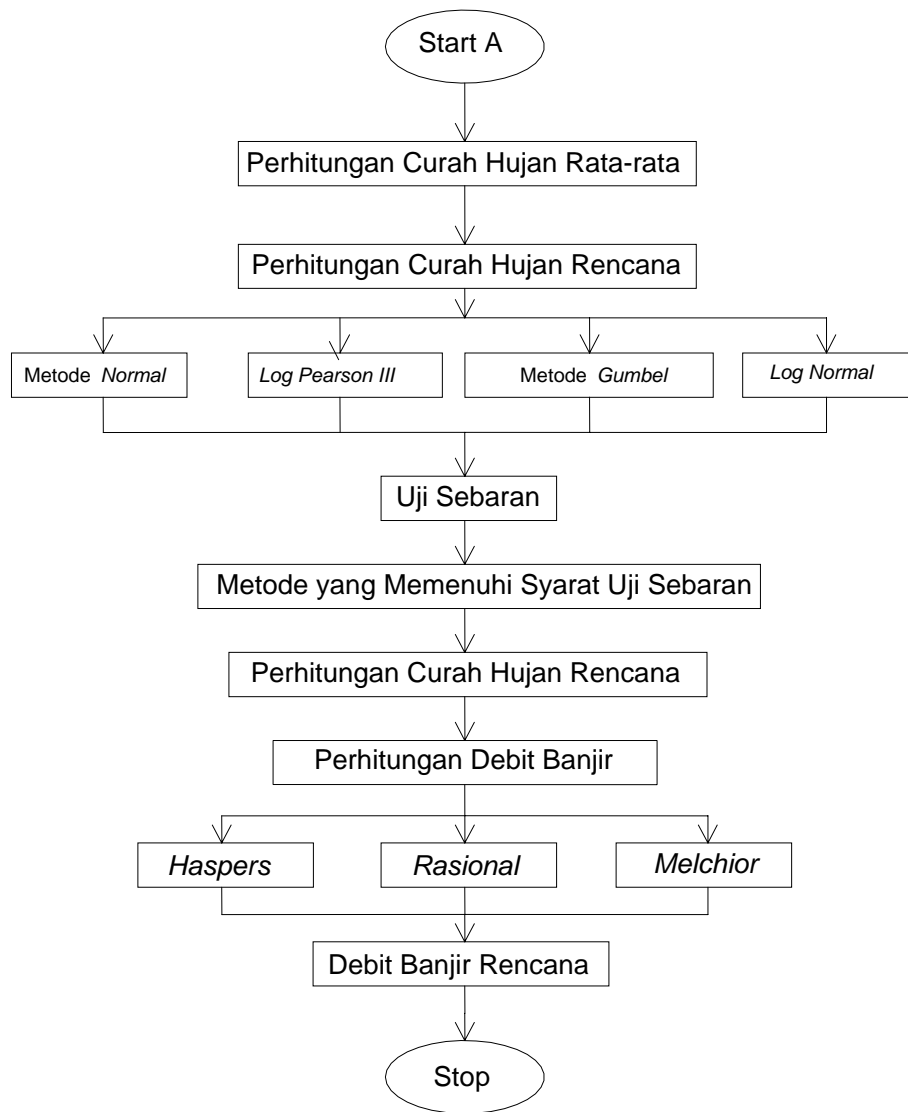 Start A
Perhitungan Curah Hujan Rata-rata
Perhitungan Curah Hujan Rencana
Metode Normal
Log Pearson III
Metode Gumbel
Log Normal
Uji Sebaran
Metode yang Memenuhi Syarat Uji Sebaran
Perhitungan Curah Hujan Rencana
Perhitungan Debit Banjir
Haspers
Rasional
Melchior
Debit Banjir Rencana
Stop